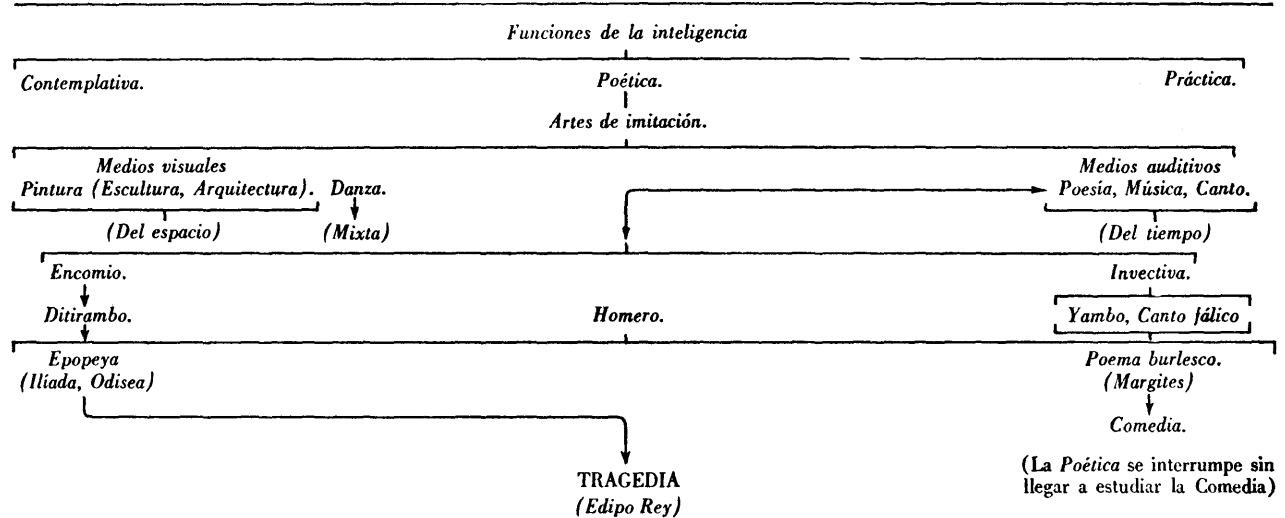 Funciones de la inteligencia
Contemplativa. Poética. Práctica.
Artes de imitación.
Medios visuales Medios auditivos
Pintura (Escultura, Arquitectura). Danza. Poesía, Música, Canto.
(Del espacio) (Mixta) (Del tiempo)
Encomio. Invectiva.
Ditirambo. Homero. Yambo, Canto fálico
Epopeya Poema burlesco.
(Ilíada, Odisea) (Margites)
Comedia.
TRAGEDIA
(Edipo Rey)
(La Poética se interrumpe sin
llegar a estudiar la Comedia)